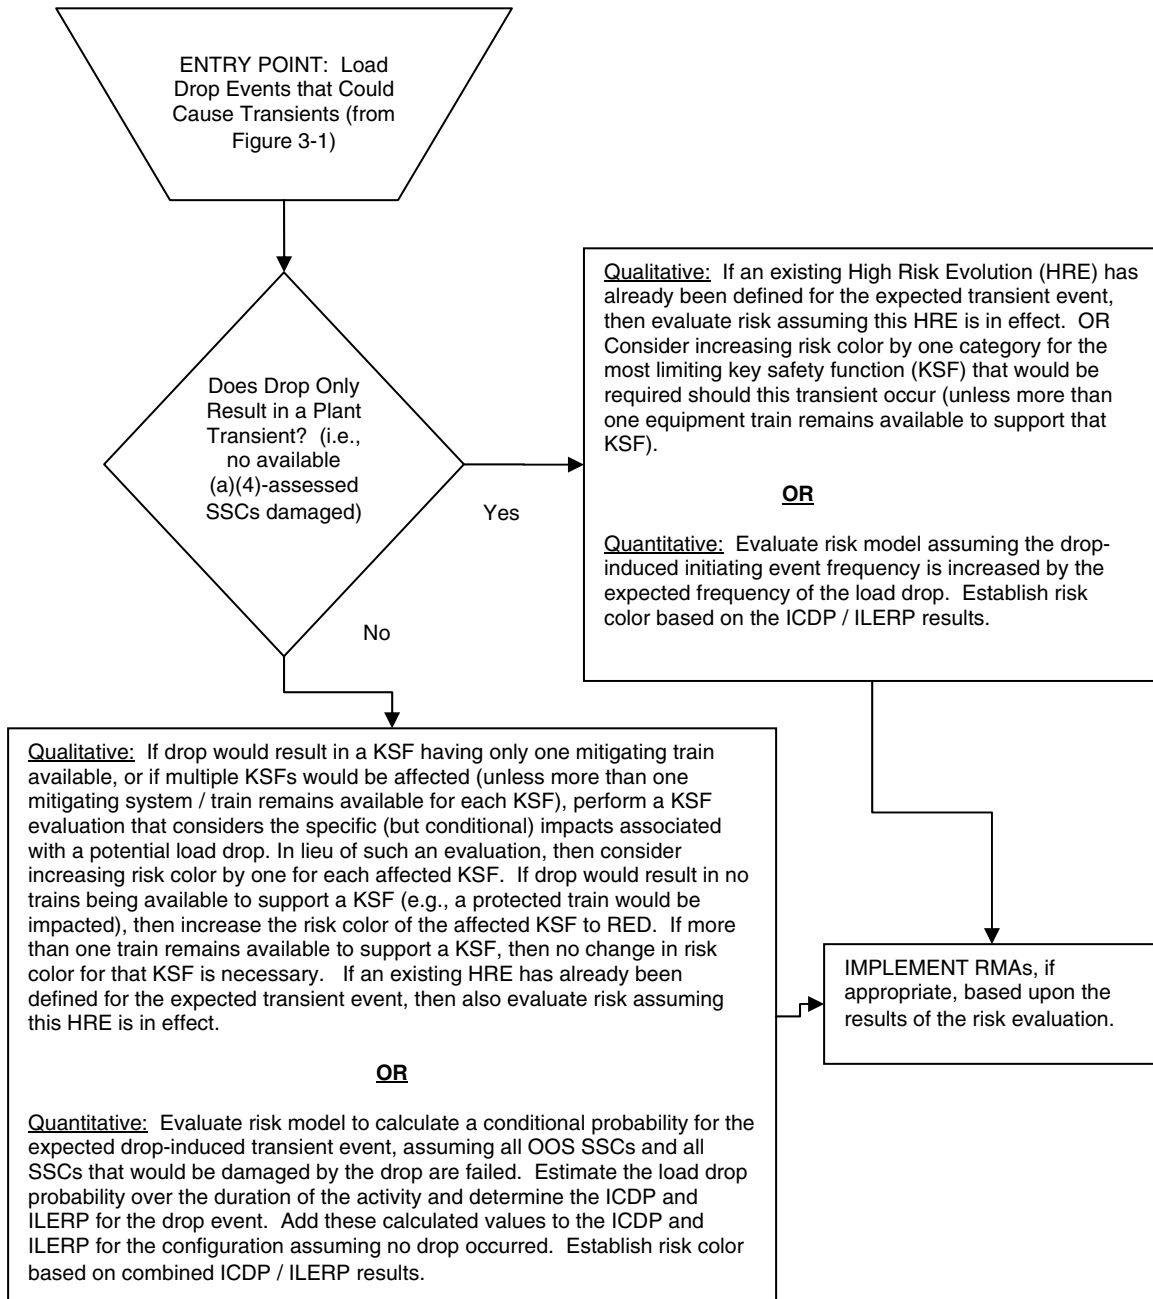 ENTRY POINT: Load
Drop Events that Could
Cause Transients (from
Figure 3-1)
Does Drop Only
Result in a Plant
Transient? (i.e.,
no available
(a)(4)-assessed
SSCs damaged)
Yes
No
Qualitative: If an existing High Risk Evolution (HRE) has
already been defined for the expected transient event,
then evaluate risk assuming this HRE is in effect. OR
Consider increasing risk color by one category for the
most limiting key safety function (KSF) that would be
required should this transient occur (unless more than
one equipment train remains available to support that
KSF).
OR
Quantitative: Evaluate risk model assuming the drop-
induced initiating event frequency is increased by the
expected frequency of the load drop. Establish risk
color based on the ICDP / ILERP results.
Qualitative: If drop would result in a KSF having only one mitigating train
available, or if multiple KSFs would be affected (unless more than one
mitigating system / train remains available for each KSF), perform a KSF
evaluation that considers the specific (but conditional) impacts associated
with a potential load drop. In lieu of such an evaluation, then consider
increasing risk color by one for each affected KSF. If drop would result in no
trains being available to support a KSF (e.g., a protected train would be
impacted), then increase the risk color of the affected KSF to RED. If more
than one train remains available to support a KSF, then no change in risk
color for that KSF is necessary. If an existing HRE has already been
defined for the expected transient event, then also evaluate risk assuming
this HRE is in effect.
OR
Quantitative: Evaluate risk model to calculate a conditional probability for the
expected drop-induced transient event, assuming all OOS SSCs and all
SSCs that would be damaged by the drop are failed. Estimate the load drop
probability over the duration of the activity and determine the ICDP and
ILERP for the drop event. Add these calculated values to the ICDP and
ILERP for the configuration assuming no drop occurred. Establish risk color
based on combined ICDP / ILERP results.
IMPLEMENT RMAs, if
appropriate, based upon the
results of the risk evaluation.